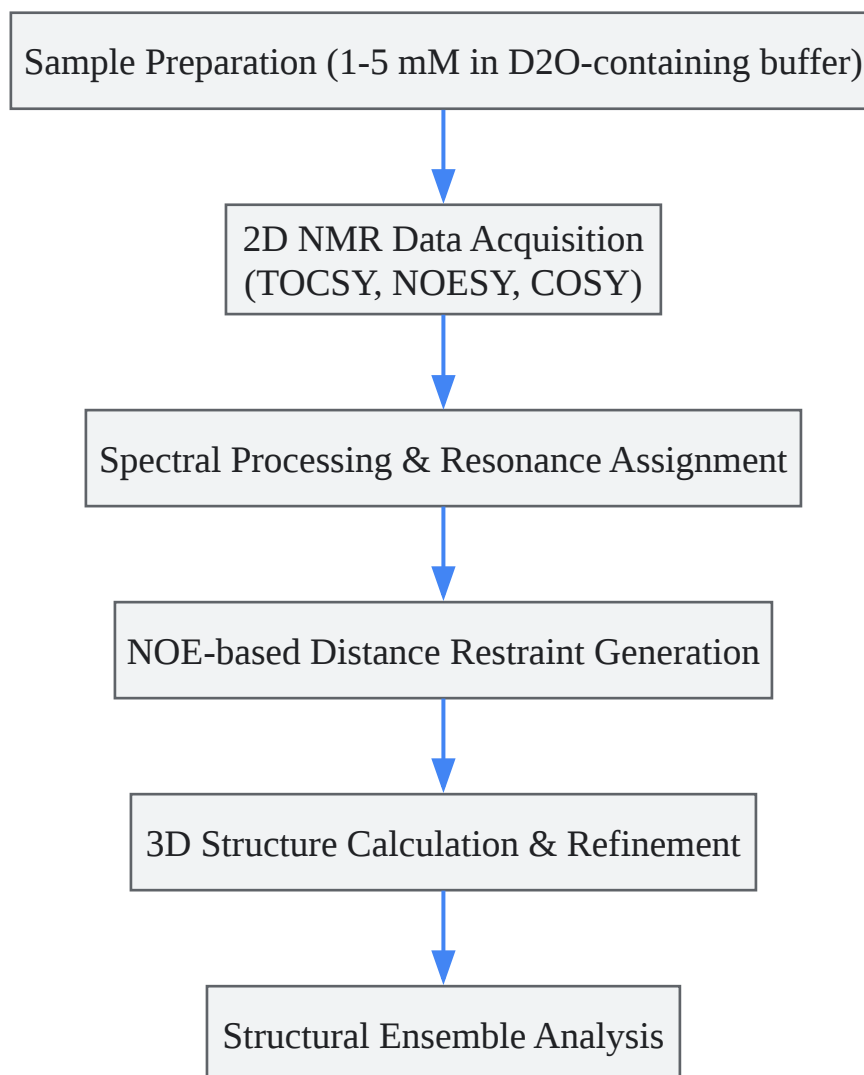 Sample Preparation (1-5 mM in D2O-containing buffer)
2D NMR Data Acquisition
(TOCSY, NOESY, COSY)
Spectral Processing & Resonance Assignment
NOE-based Distance Restraint Generation
3D Structure Calculation & Refinement
Structural Ensemble Analysis